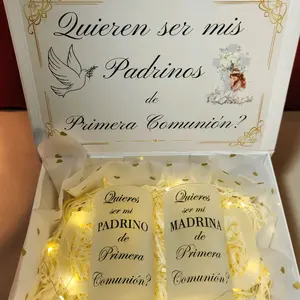 Quieren ser mis
Padrinos
de
Primera Comunión?
Quieres
ser mi
PADRINO
de
Primera
Comunión?
Quieres
ser mi
MADRINA
de
Primera
Comunión?